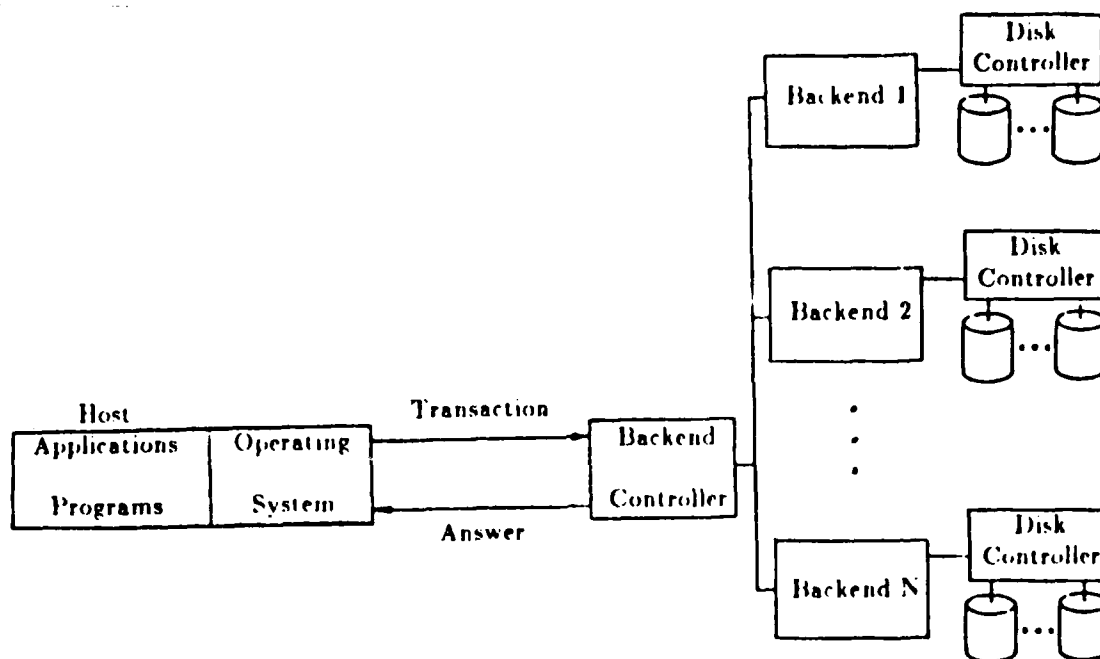 Disk
Controller
Backend 1
Disk
Controller
Backend 2
Host
Transaction
Applications
Programs
Operating
System
Backend
Controller
Answer
Disk
Controller
Backend N